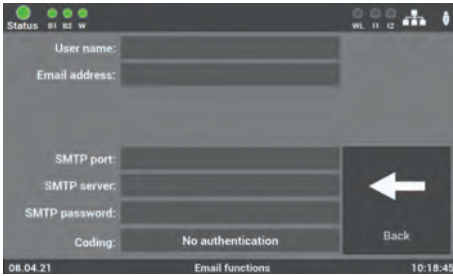 Status B1 B2 W WL I1 I2
User name:
Email address:
SMTP port:
SMTP server:
SMTP password:
Coding: No authentication
Back
08.04.21 Email functions 10:18:45